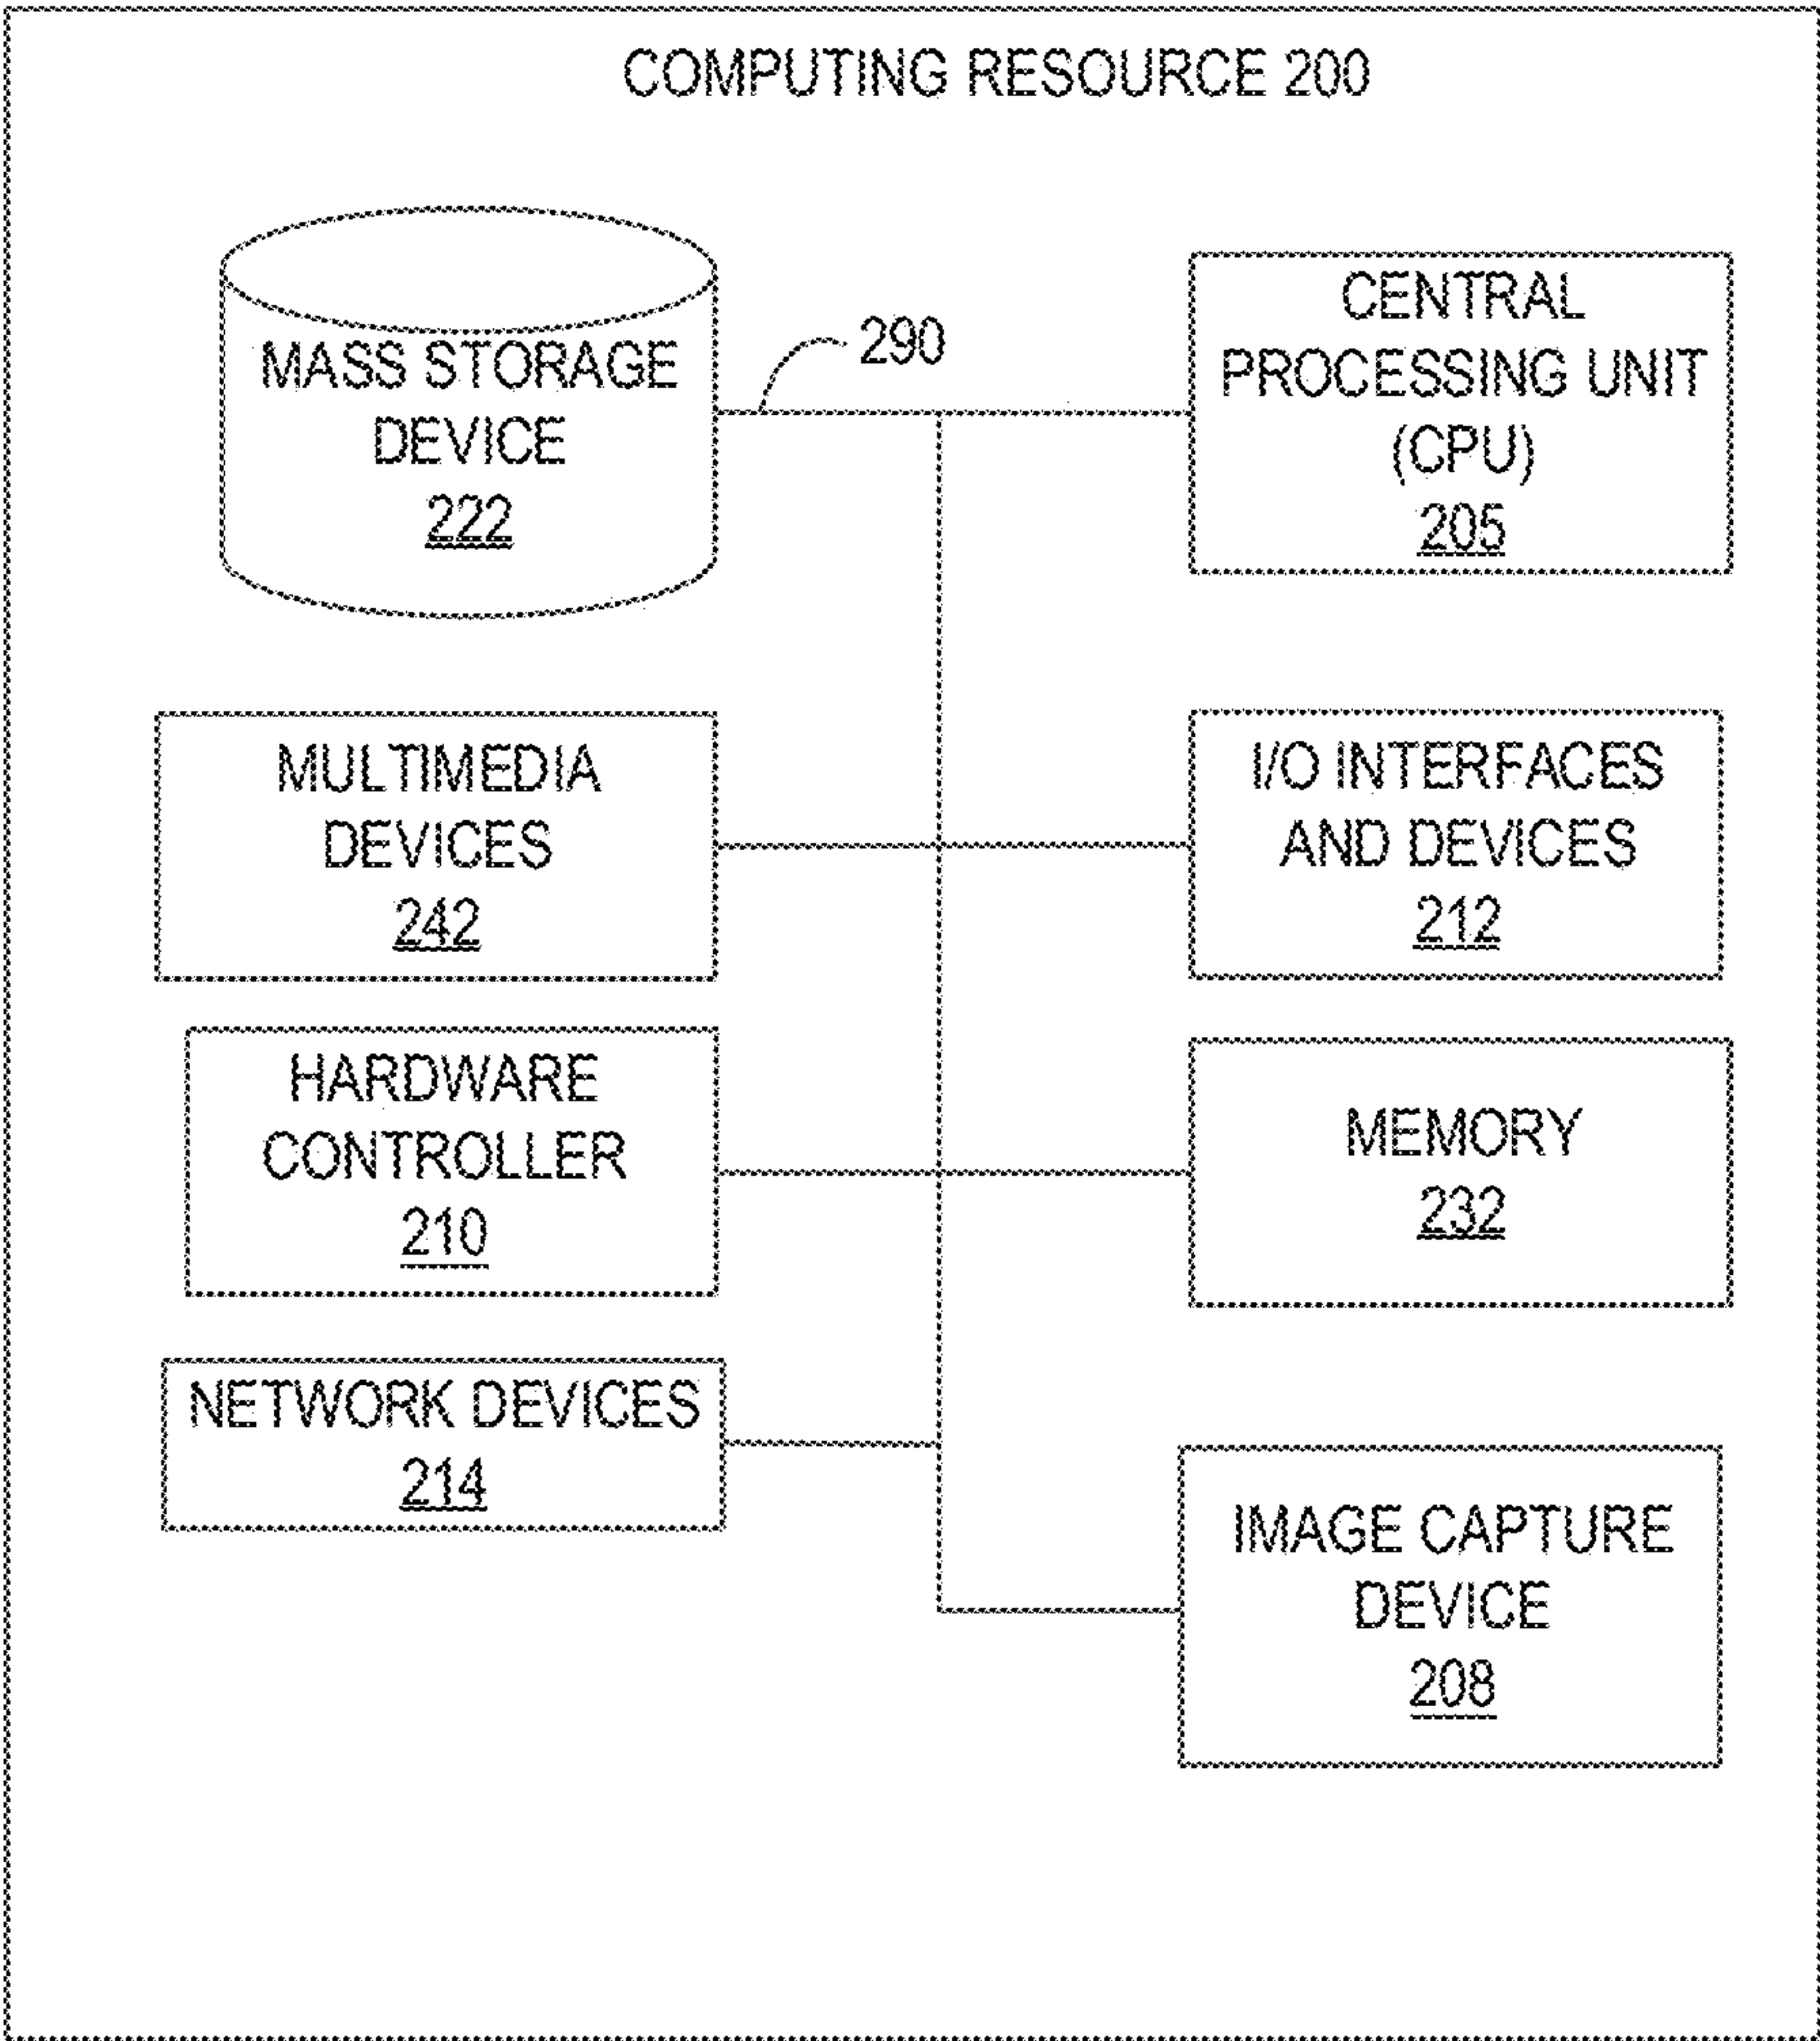 COMPUTING RESOURCE 200
MASS STORAGE
DEVICE
222
290
CENTRAL
PROCESSING UNIT
(CPU)
205
MULTIMEDIA
DEVICES
242
I/O INTERFACES
AND DEVICES
212
HARDWARE
CONTROLLER
210
MEMORY
232
NETWORK DEVICES
214
IMAGE CAPTURE
DEVICE
208